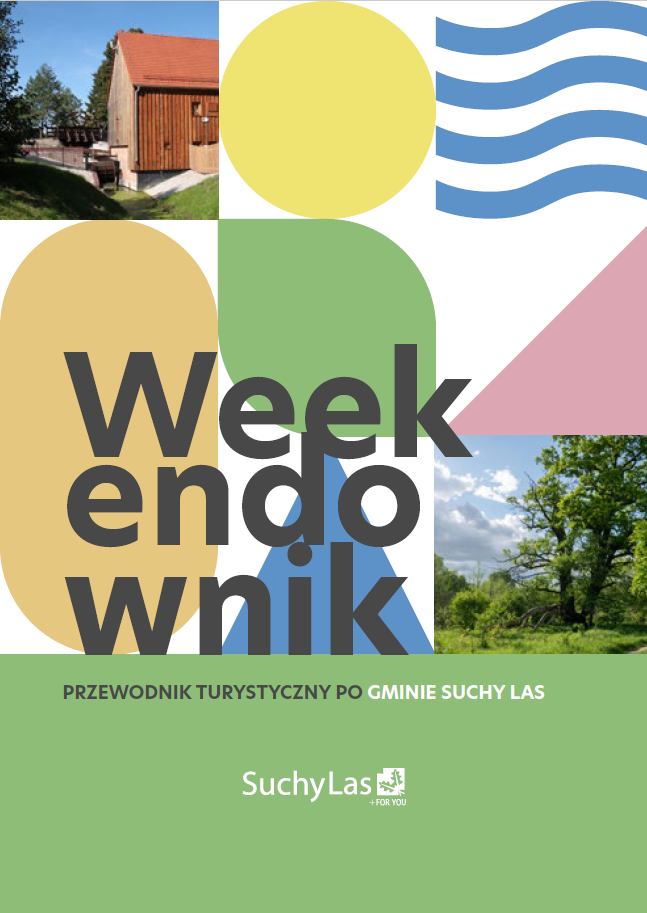 Week
endo
wnik
PRZEWODNIK TURYSTYCZNY PO GMINIE SUCHY LAS
SuchyLas
+FOR YOU